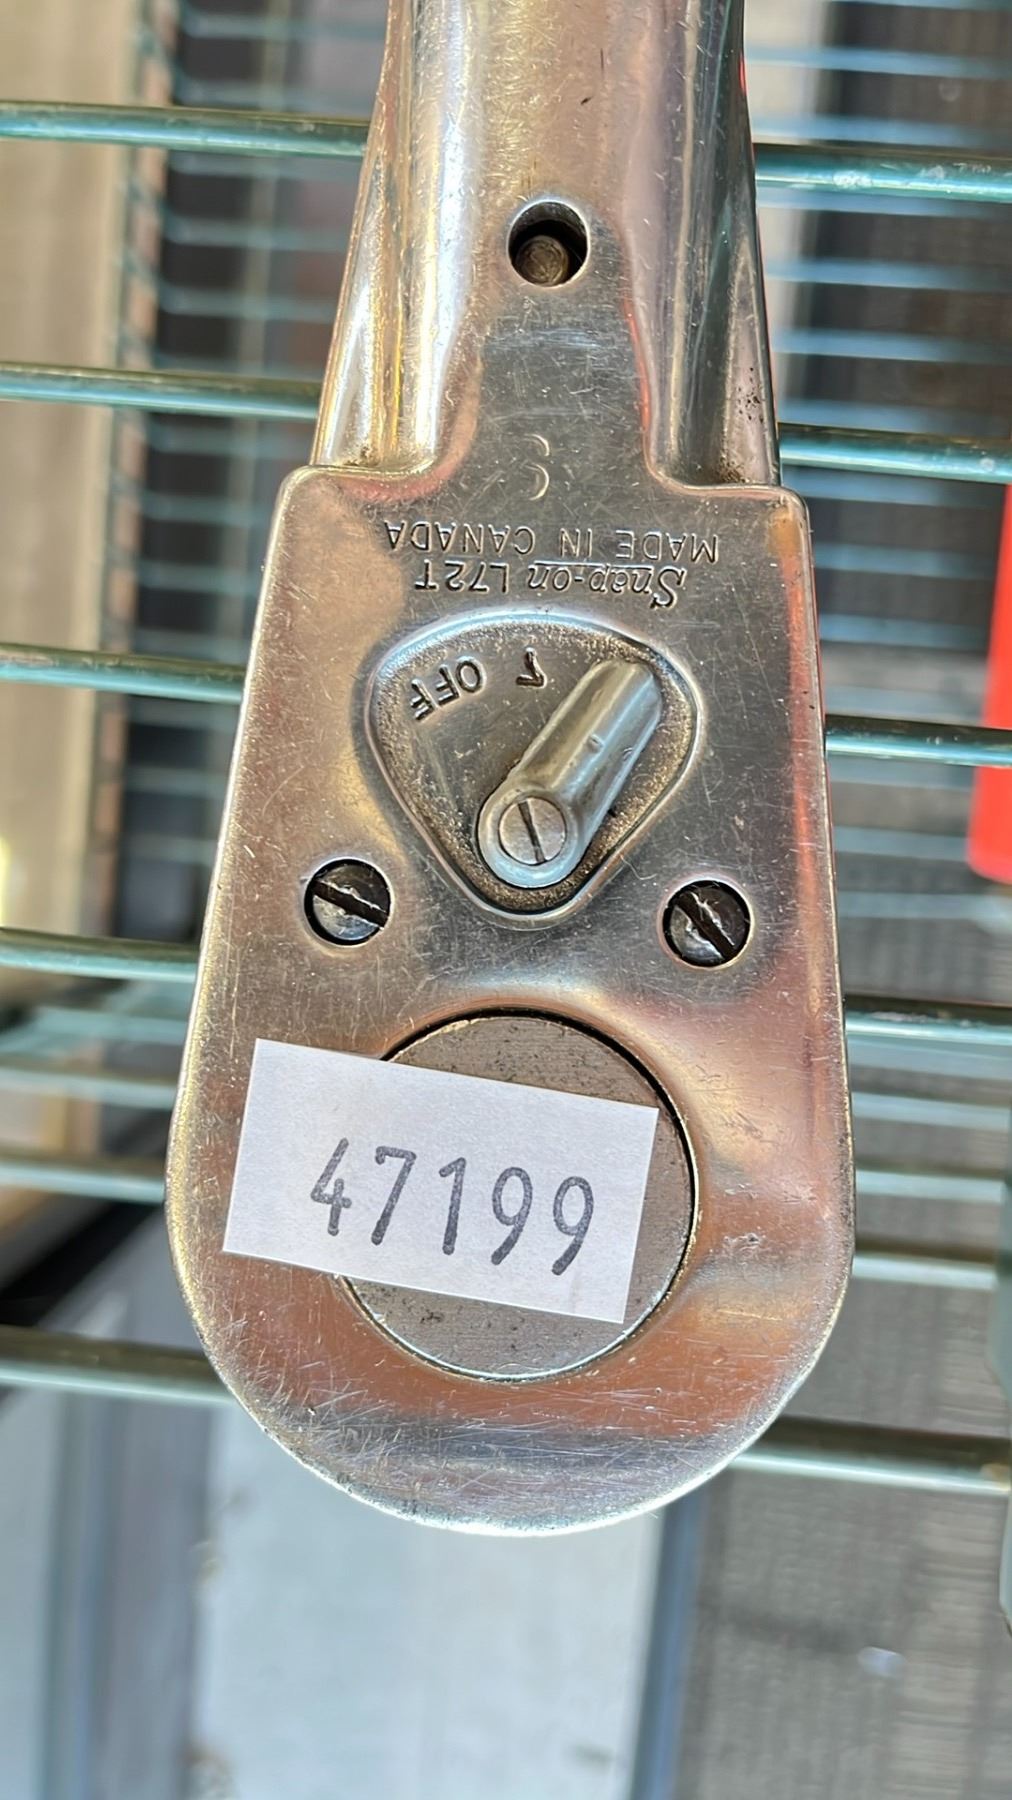 Snap-on L72T
MADE IN CANADA
OFF
47199